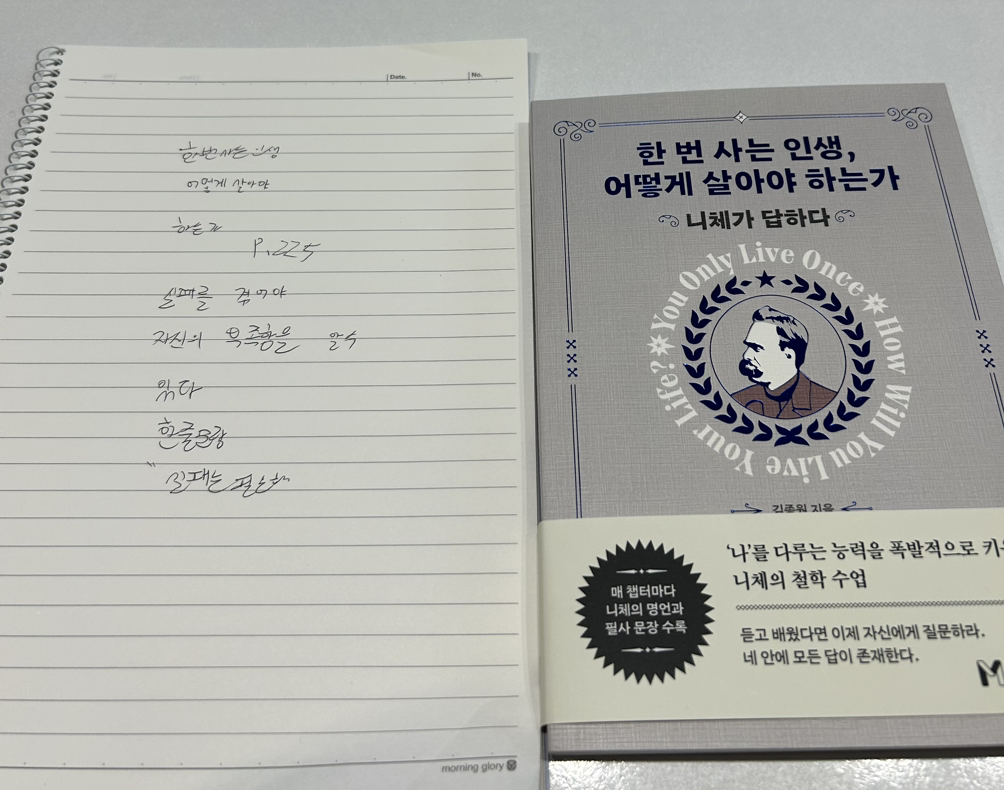 Date.
No.
한번 사는 인생
어떻게 살아야
하는가
P.225
실패를 겪어야
자신의 부족함을 알 수
있다
한줄요약
" 실패는 필요해"
morning glory
한 번 사는 인생,
어떻게 살아야 하는가
니체가 답하다
You Only Live Once
How Will You Live Your Life?
김종원 지음
매 챕터마다
니체의 명언과
필사 문장 수록
'나'를 다루는 능력을 폭발적으로
니체의 철학 수업
듣고 배웠다면 이제 자신에게 질문하라.
네 안에 모든 답이 존재한다.